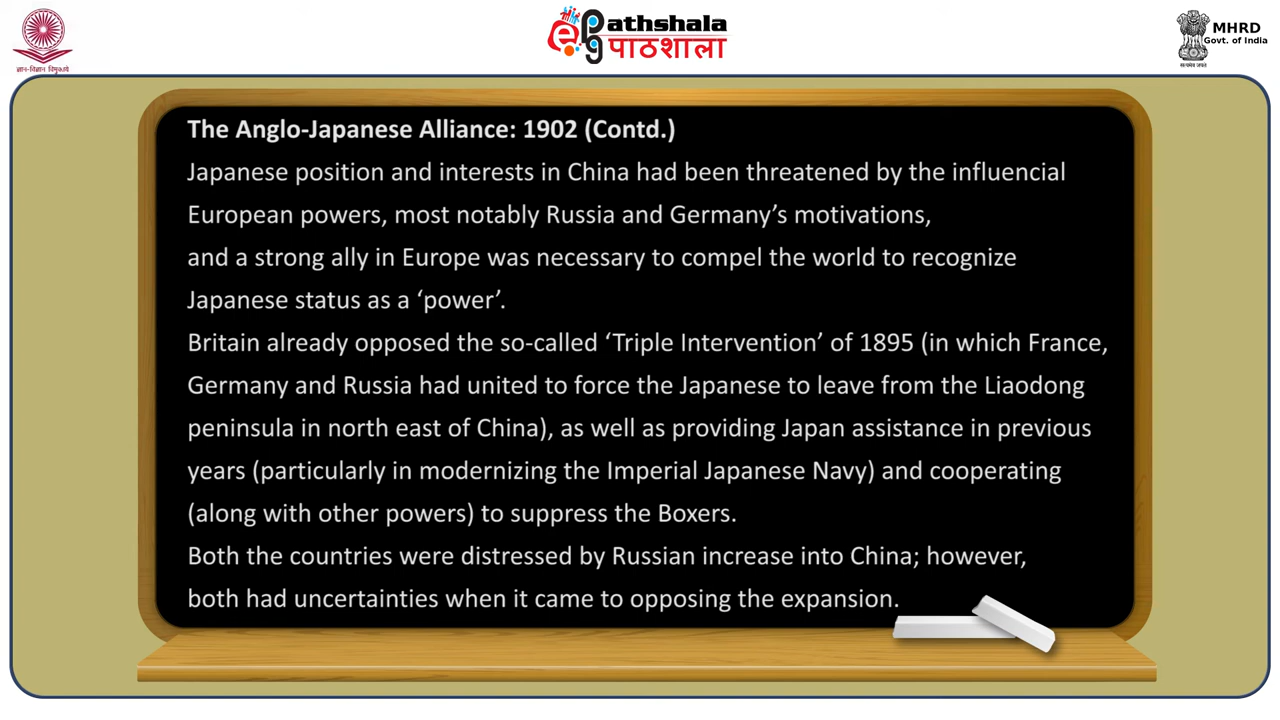 ज्ञान-विज्ञान विमुक्तये
ePathshala
पाठशाला
सत्यमेव जयते
MHRD
Govt. of India
The Anglo-Japanese Alliance: 1902 (Contd.)
Japanese position and interests in China had been threatened by the influencial
European powers, most notably Russia and Germany’s motivations,
and a strong ally in Europe was necessary to compel the world to recognize
Japanese status as a ‘power’.
Britain already opposed the so-called ‘Triple Intervention’ of 1895 (in which France,
Germany and Russia had united to force the Japanese to leave from the Liaodong
peninsula in north east of China), as well as providing Japan assistance in previous
years (particularly in modernizing the Imperial Japanese Navy) and cooperating
(along with other powers) to suppress the Boxers.
Both the countries were distressed by Russian increase into China; however,
both had uncertainties when it came to opposing the expansion.